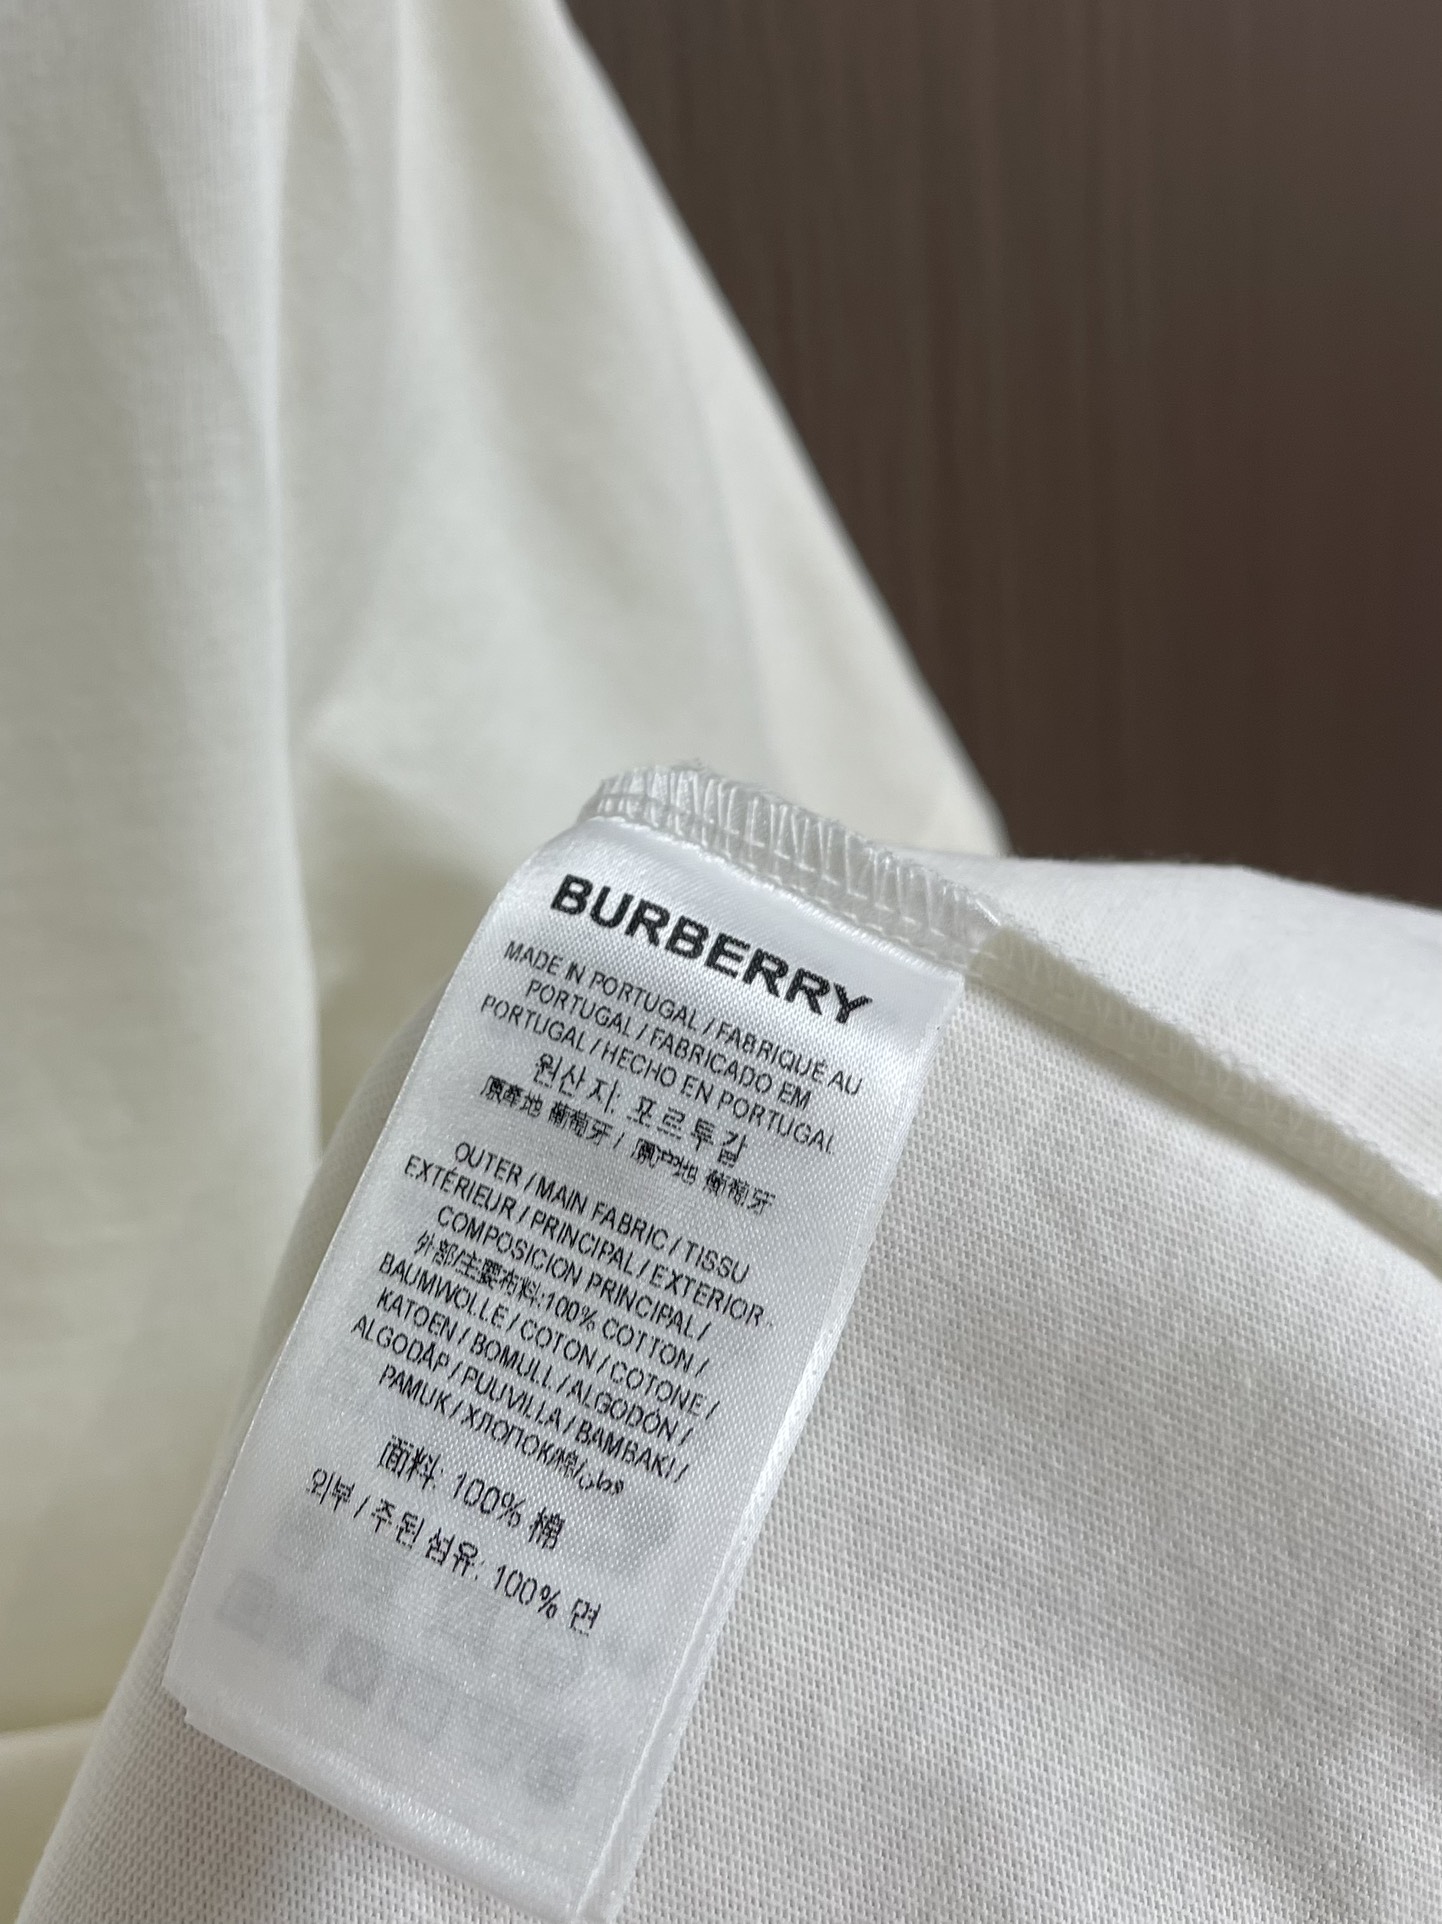 BURBERRY
MADE IN PORTUGAL / FABRIQUÉ AU
PORTUGAL / FABRICADO EM
PORTUGAL / HECHO EN PORTUGAL
원산지: 포르투갈
原產地 葡萄牙 / 原产地 葡萄牙
OUTER / MAIN FABRIC / TISSU
EXTÉRIEUR / PRINCIPAL / EXTERIOR
COMPOSICION PRINCIPAL /
外部/主要布料:100% COTTON /
BAUMWOLLE / COTON / COTONE /
KATOEN / BOMULL / ALGODÓN /
ALGODÃP / PUUVILLA / BAMBAKI /
PAMUK / ХЛОПОК/棉/قطن
面料: 100% 棉
외부 / 주된 섬유: 100% 면